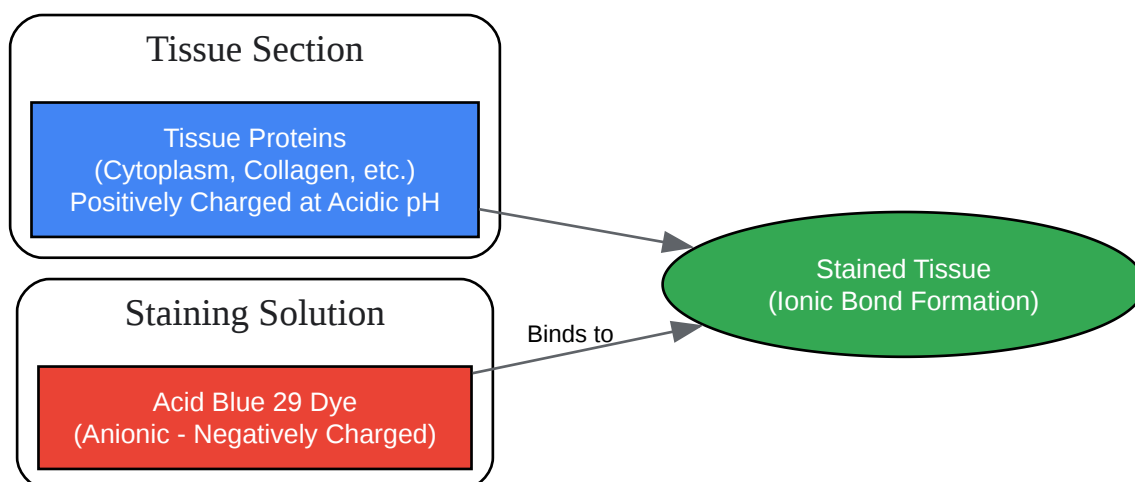 Tissue Section
Tissue Proteins
(Cytoplasm, Collagen, etc.)
Positively Charged at Acidic pH
Stained Tissue
(Ionic Bond Formation)
Staining Solution
Binds to
Acid Blue 29 Dye
(Anionic - Negatively Charged)